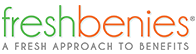 freshbenies®
A FRESH APPROACH TO BENEFITS